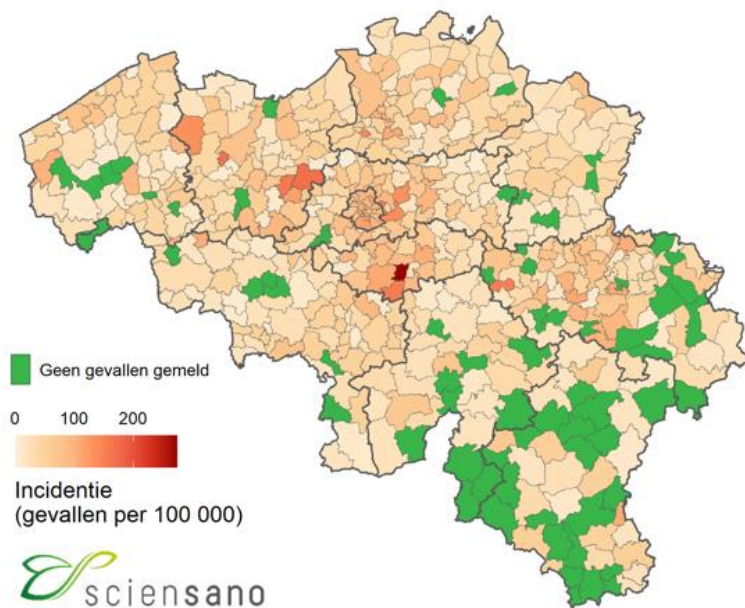 Geen gevallen gemeld
0 100 200
Incidentie
(gevallen per 100 000)
sciensano